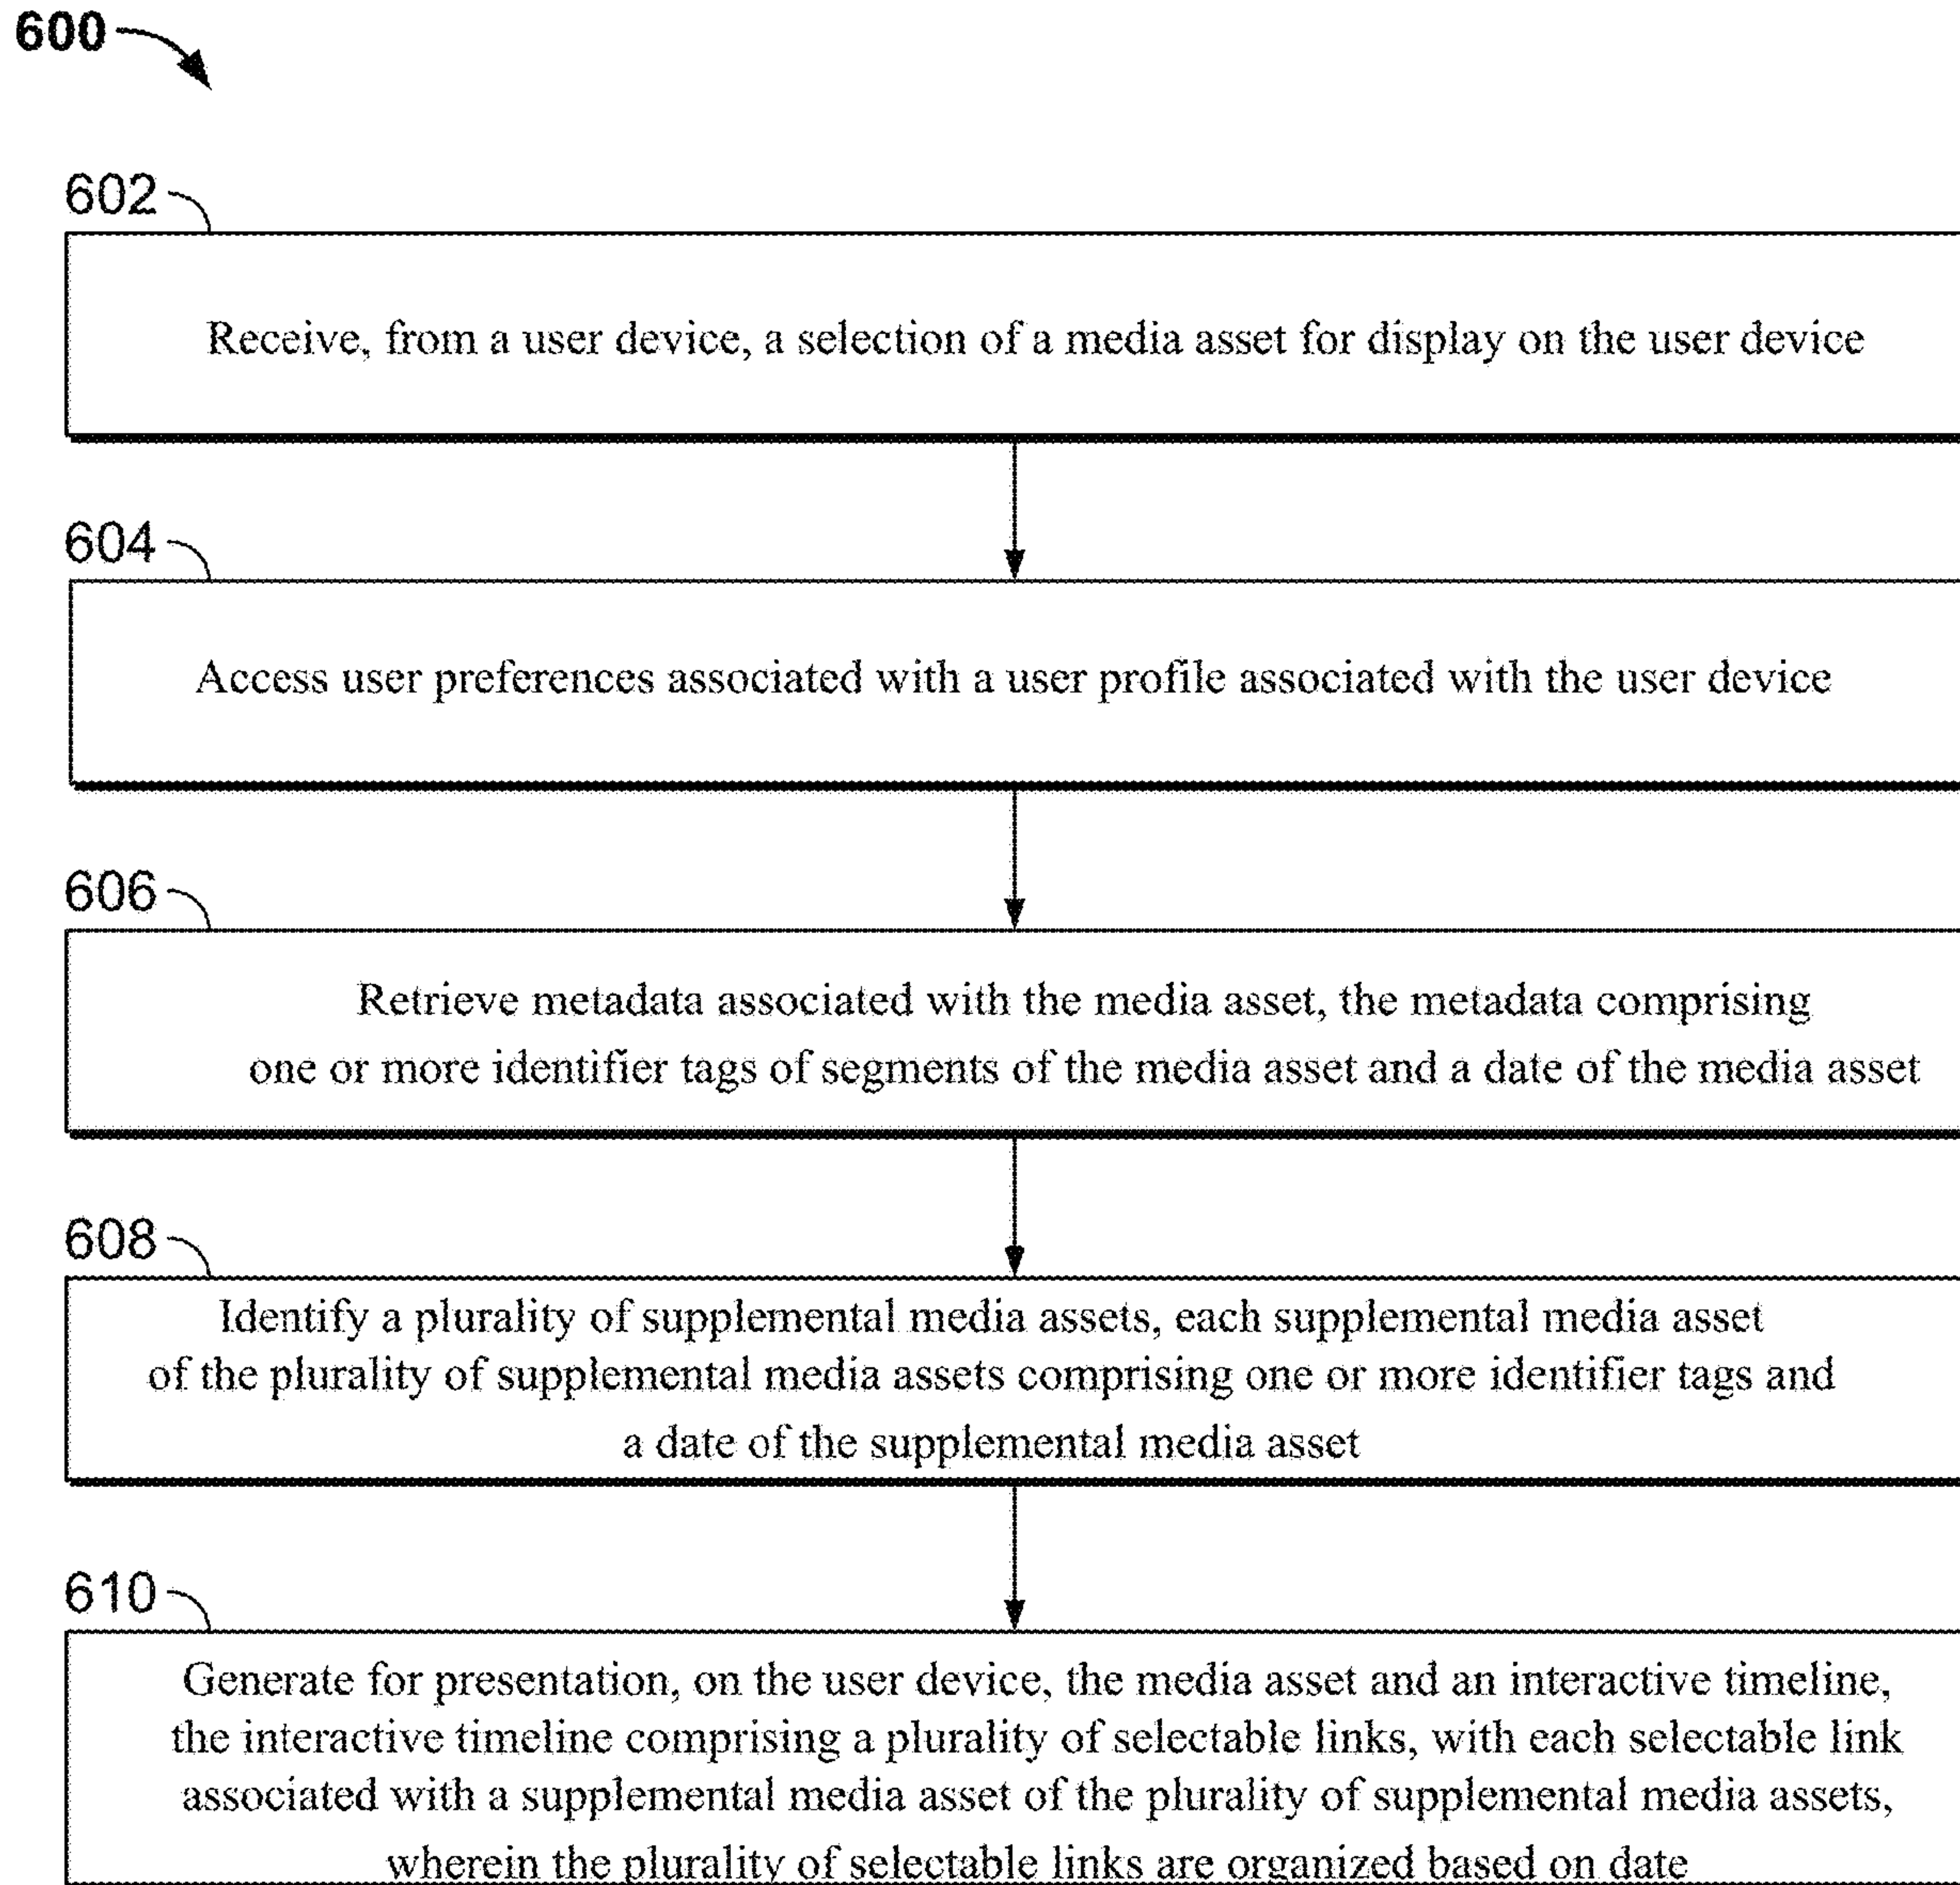 600
602
Receive, from a user device, a selection of a media asset for display on the user device
604
Access user preferences associated with a user profile associated with the user device
606
Retrieve metadata associated with the media asset, the metadata comprising
one or more identifier tags of segments of the media asset and a date of the media asset
608
Identify a plurality of supplemental media assets, each supplemental media asset
of the plurality of supplemental media assets comprising one or more identifier tags and
a date of the supplemental media asset
610
Generate for presentation, on the user device, the media asset and an interactive timeline,
the interactive timeline comprising a plurality of selectable links, with each selectable link
associated with a supplemental media asset of the plurality of supplemental media assets,
wherein the plurality of selectable links are organized based on date